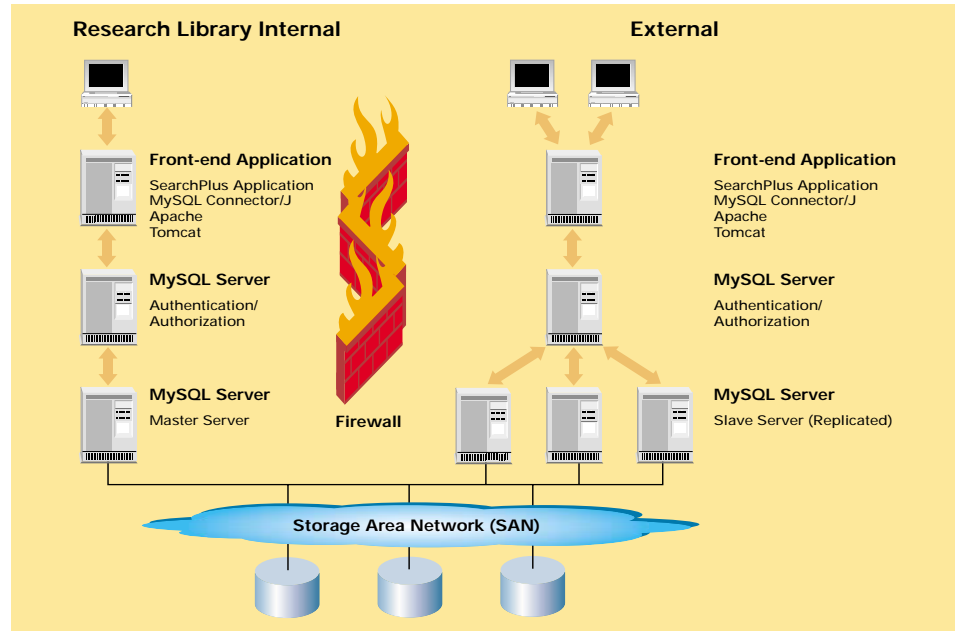 Research Library Internal
External
Front-end Application
SearchPlus Application
MySQL Connector/J
Apache
Tomcat
MySQL Server
Authentication/
Authorization
MySQL Server
Master Server
Firewall
Front-end Application
SearchPlus Application
MySQL Connector/J
Apache
Tomcat
MySQL Server
Authentication/
Authorization
MySQL Server
Slave Server (Replicated)
Storage Area Network (SAN)